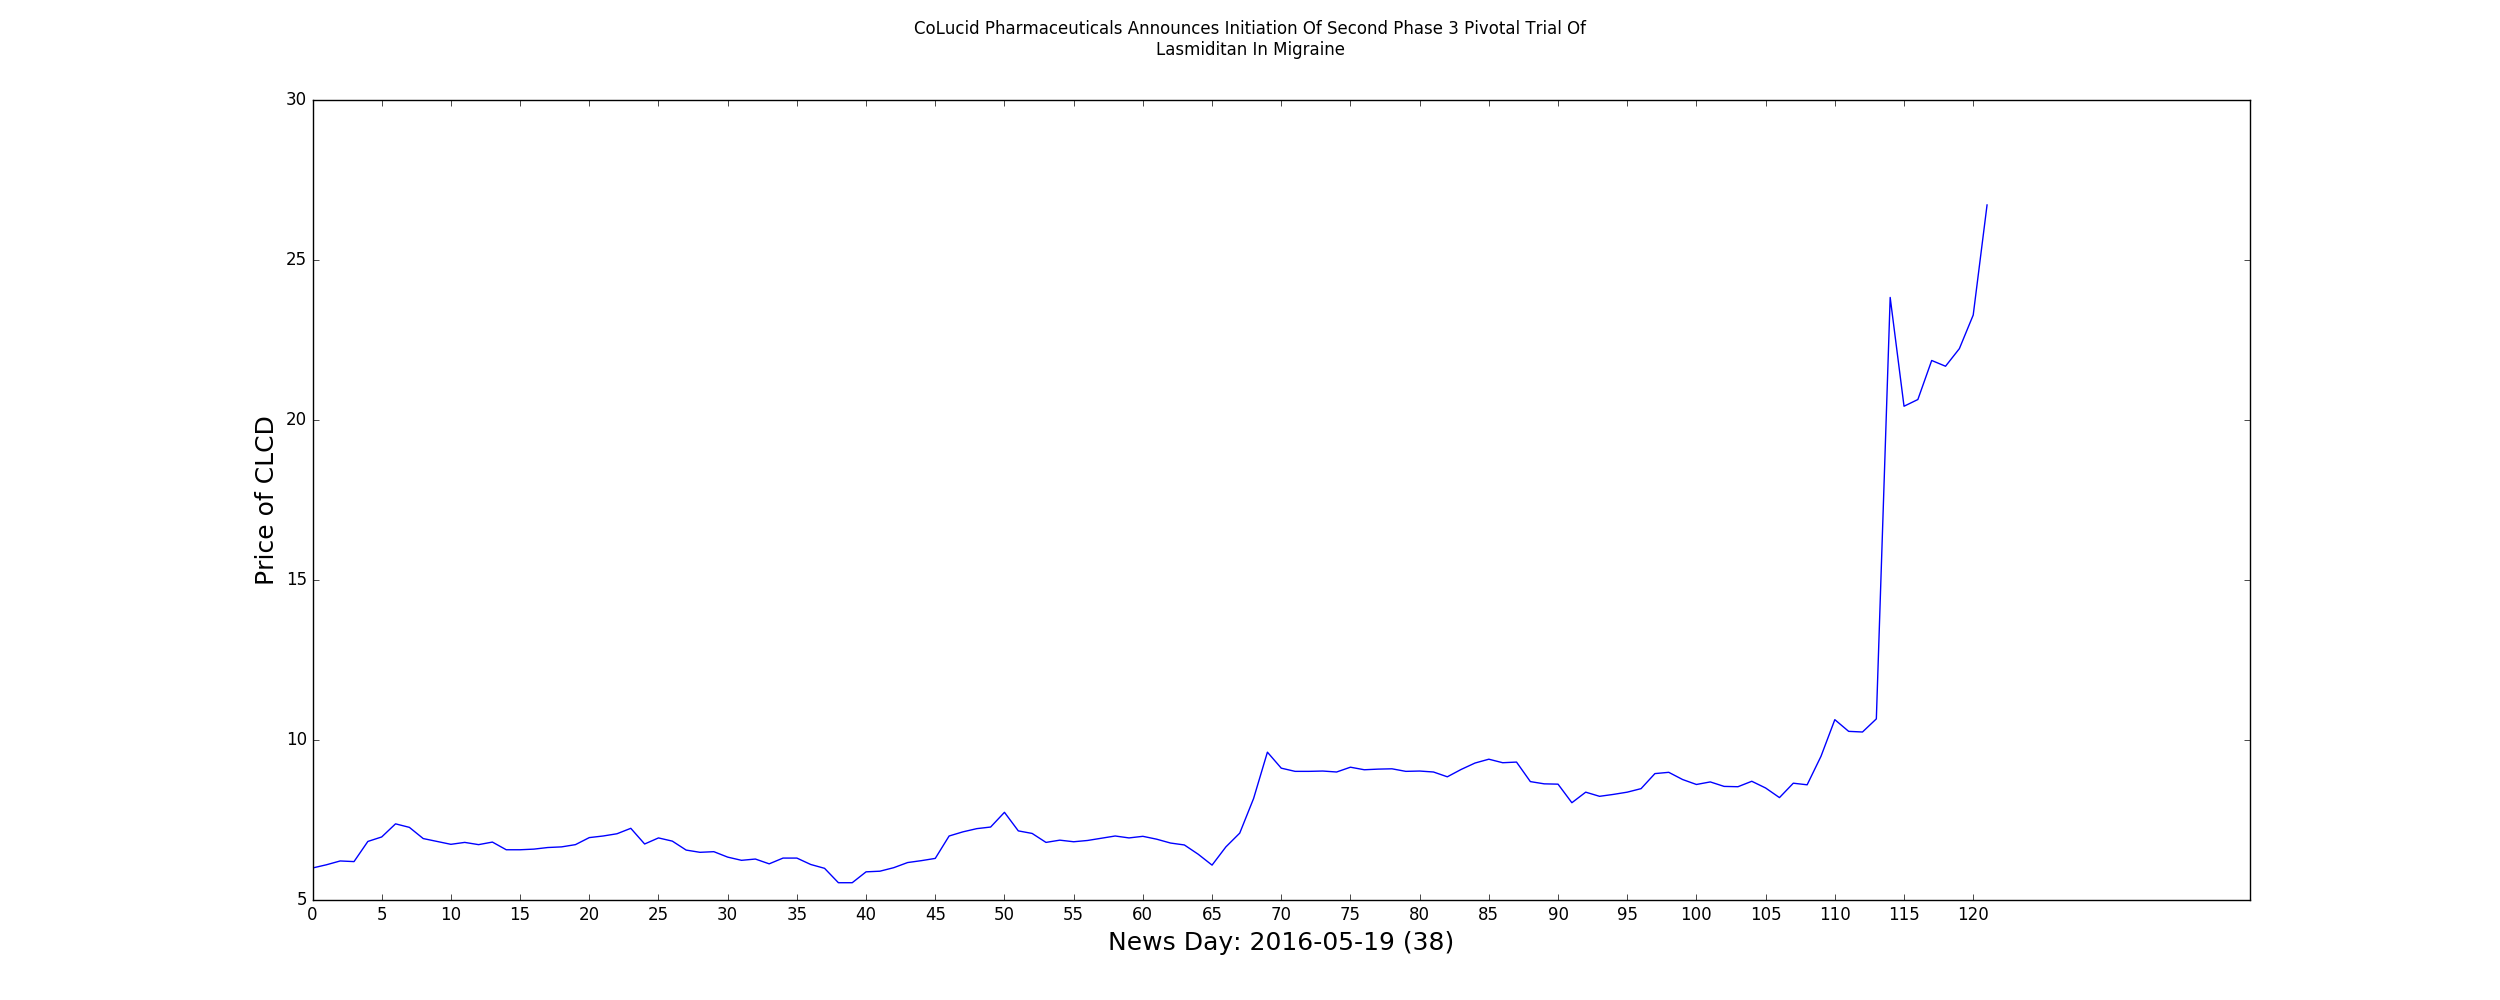 CoLucid Pharmaceuticals Announces Initiation Of Second Phase 3 Pivotal Trial Of
Lasmiditan In Migraine
30
25
20
15
10
5
Price of CLCD
0 5 10 15 20 25 30 35 40 45 50 55 60 65 70 75 80 85 90 95 100 105 110 115 120
News Day: 2016-05-19 (38)